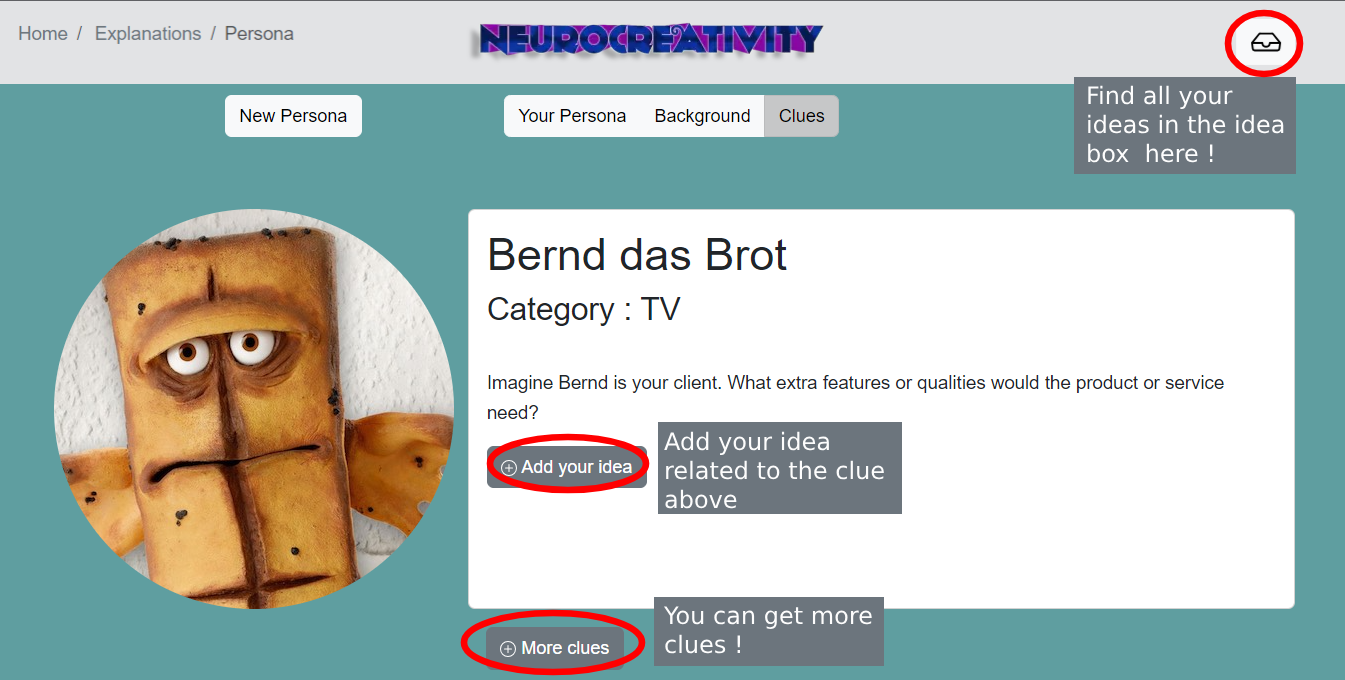 Home / Explanations / Persona
NEUROCREATIVITY
Find all your
ideas in the idea
box here !
New Persona
Your Persona
Background
Clues
Bernd das Brot
Category : TV
Imagine Bernd is your client. What extra features or qualities would the product or service
need?
Add your idea
Add your idea
related to the clue
above
More clues
You can get more
clues !